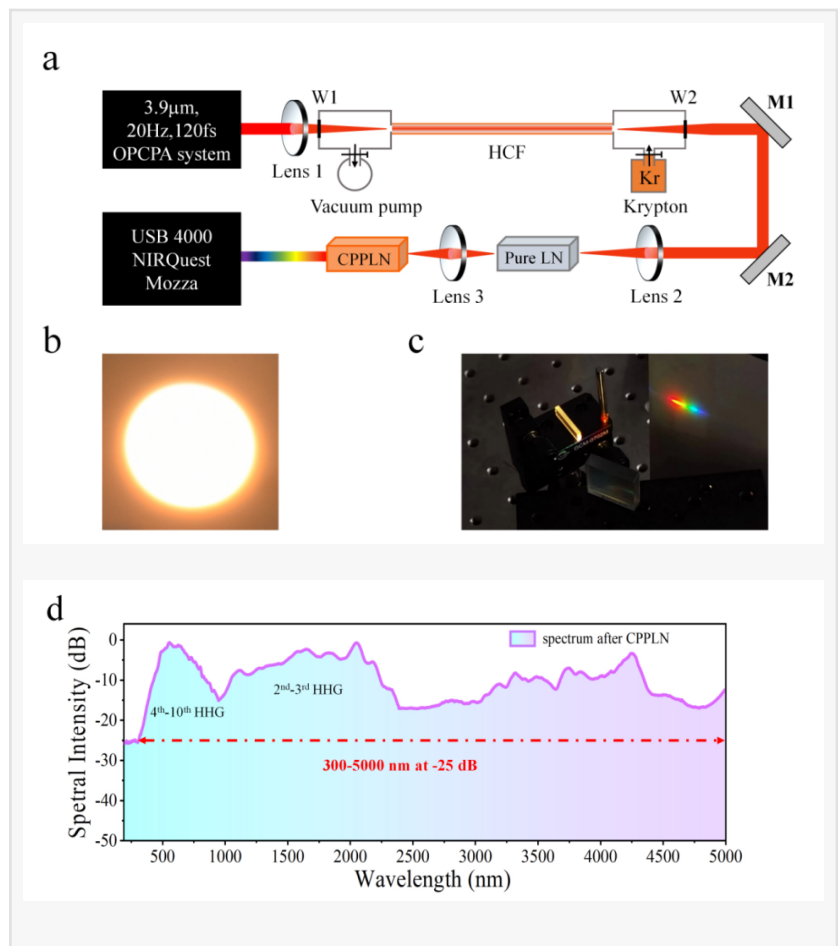 a
3.9μm,
20Hz,120fs
OPCPA system
Lens 1
W1
Vacuum pump
HCF
W2
Kr
Krypton
M1
USB 4000
NIRQuest
Mozza
CPPLN
Lens 3
Pure LN
Lens 2
M2
b
c
d
Spetral Intensity (dB)
0
-10
-20
-30
-40
-50
spectrum after CPPLN
4th-10th HHG
2nd-3rd HHG
300-5000 nm at -25 dB
500 1000 1500 2000 2500 3000 3500 4000 4500 5000
Wavelength (nm)